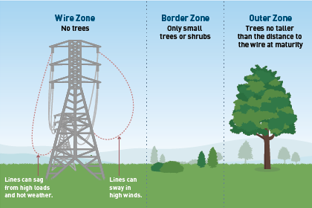 Wire Zone
No trees
Border Zone
Only small
trees or shrubs
Outer Zone
Trees no taller
than the distance to
the wire at maturity
Lines can sag
from high loads
and hot weather.
Lines can
sway in
high winds.